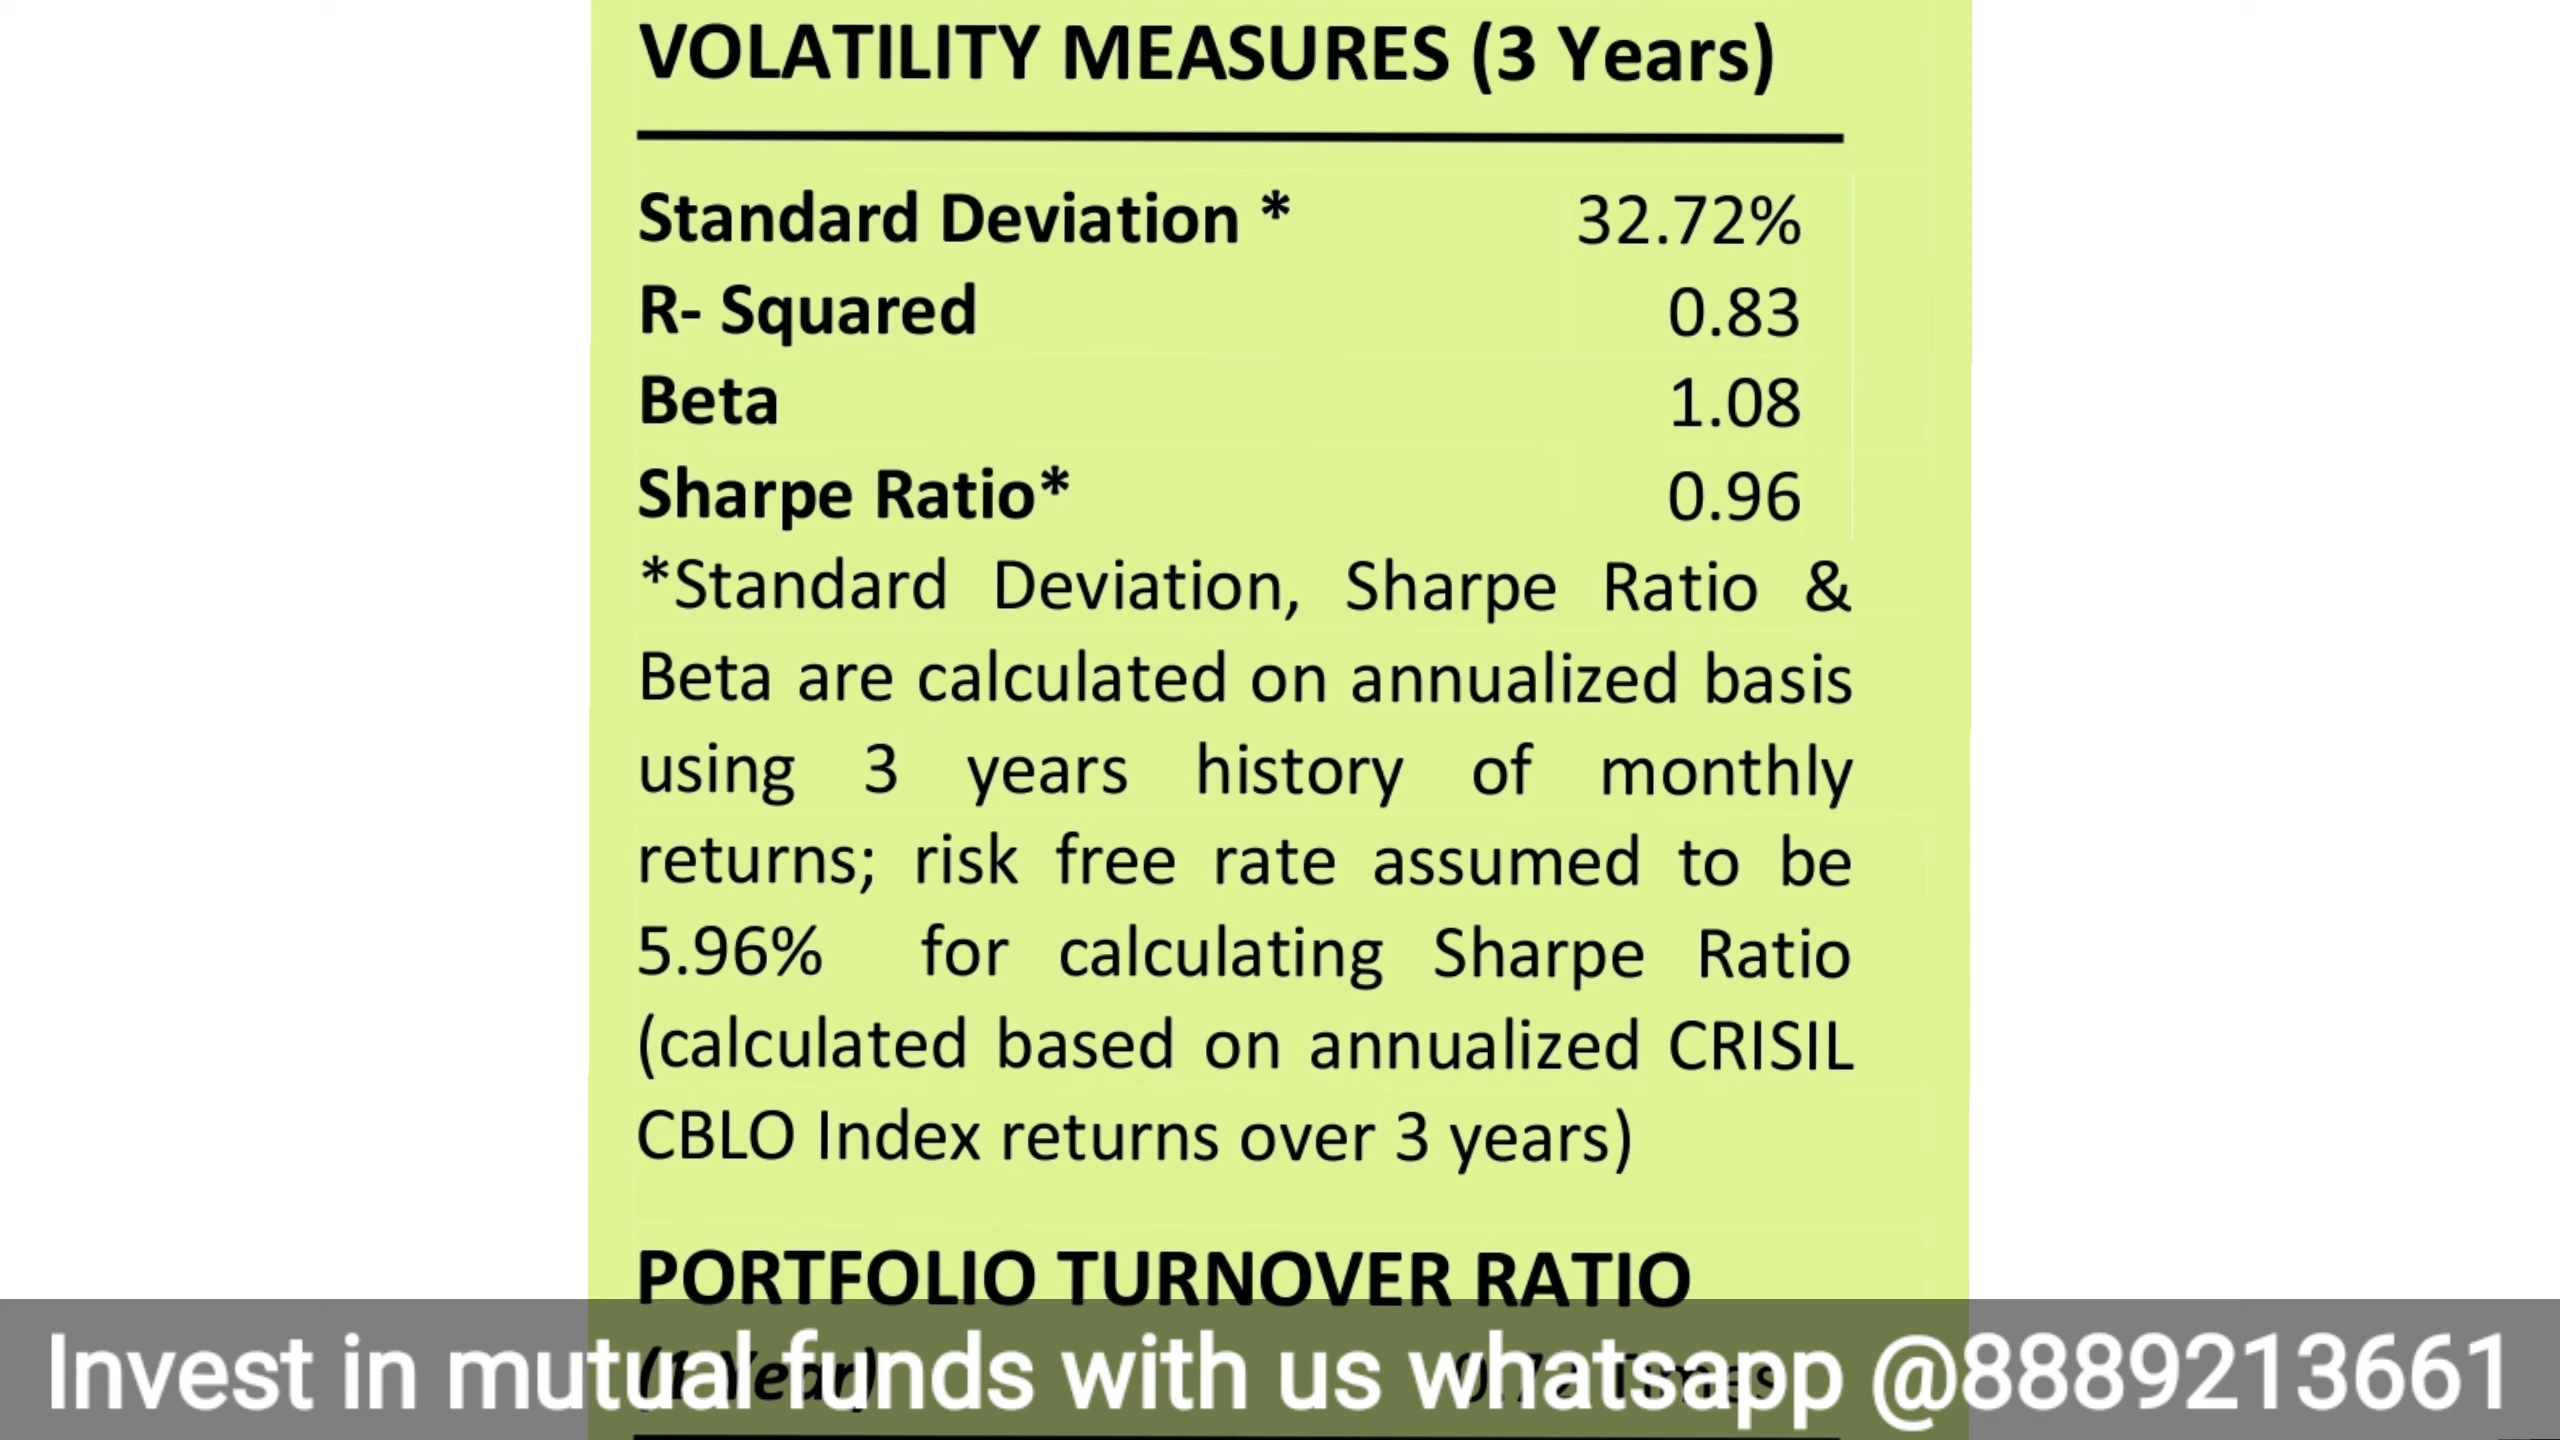 VOLATILITY MEASURES (3 Years)
Standard Deviation * 32.72%
R- Squared 0.83
Beta 1.08
Sharpe Ratio* 0.96
*Standard Deviation, Sharpe Ratio &
Beta are calculated on annualized basis
using 3 years history of monthly
returns; risk free rate assumed to be
5.96% for calculating Sharpe Ratio
(calculated based on annualized CRISIL
CBLO Index returns over 3 years)
PORTFOLIO TURNOVER RATIO
(1 Year) Times
Invest in mutual funds with us whatsapp @8889213661